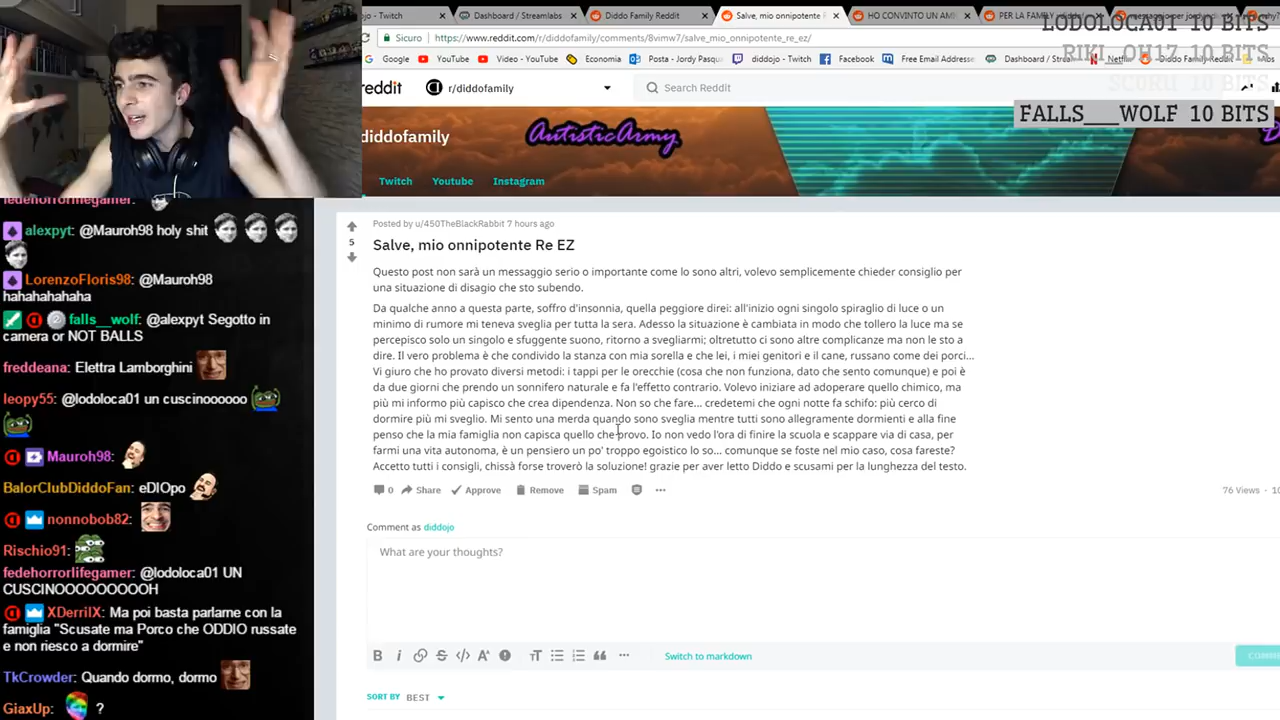 ojo - Twitch
Dashboard / Streamlabs
Diddo Family Reddit
Salve, mio onnipotente R
HO CONVINTO UN AMI
PER LA FAMILY
Sicuro
https://www.reddit.com/r/diddofamily/comments/8vimw7/salve_mio_onnipotente_re_ez/
Google
YouTube
Video - YouTube
Economia
Posta - Jordy Pasqua
diddojo - Twitch
Facebook
Free Email Addresse
Dashboard / Strea
Netfl
Diddo Family Reddit
LODOLOCA01 10 BITS
RIKI_OH17 10 BITS
SC0RU 10 BITS
FALLS___WOLF 10 BITS
reddit
r/diddofamily
Search Reddit
diddofamily
AutisticArmy
D
Twitch
Youtube
Instagram
fedehorrorlifegamer:
alexpyt: @Mauroh98 holy shit
LorenzoFloris98: @Mauroh98
hahahahahaha
falls__wolf: @alexpyt Segotto in
camera or NOT BALLS
freddeana: Elettra Lamborghini
leopy55: @lodoloca01 un cuscinooooo
Mauroh98:
BalorClubDiddoFan: eDIOpo
nonnobob82:
Rischio91:
fedehorrorlifegamer: @lodoloca01 UN
CUSCINOOOOOOOOOH
XDerrilX: Ma poi basta parlarne con la
famiglia "Scusate ma Porco che ODDIO russate
e non riesco a dormire"
TkCrowder: Quando dormo, dormo
GiaxUp: ?
Posted by u/450TheBlackRabbit 7 hours ago
5
Salve, mio onnipotente Re EZ
Questo post non sarà un messaggio serio o importante come lo sono altri, volevo semplicemente chieder consiglio per
una situazione di disagio che sto subendo.
Da qualche anno a questa parte, soffro d'insonnia, quella peggiore direi: all'inizio ogni singolo spiraglio di luce o un
minimo di rumore mi teneva sveglia per tutta la sera. Adesso la situazione è cambiata in modo che tollero la luce ma se
percepisco solo un singolo e sfuggente suono, ritorno a svegliarmi; oltretutto ci sono altre complicanze ma non le sto a
dire. Il vero problema è che condivido la stanza con mia sorella e che lei, i miei genitori e il cane, russano come dei porci...
Vi giuro che ho provato diversi metodi: i tappi per le orecchie (cosa che non funziona, dato che sento comunque) e poi è
da due giorni che prendo un sonnifero naturale e fa l'effetto contrario. Volevo iniziare ad adoperare quello chimico, ma
più mi informo più capisco che crea dipendenza. Non so che fare... credetemi che ogni notte fa schifo: più cerco di
dormire più mi sveglio. Mi sento una merda quando sono sveglia mentre tutti sono allegramente dormienti e alla fine
penso che la mia famiglia non capisca quello che provo. Io non vedo l'ora di finire la scuola e scappare via di casa, per
farmi una vita autonoma, è un pensiero un po' troppo egoistico lo so... comunque se foste nel mio caso, cosa fareste?
Accetto tutti i consigli, chissà forse troverò la soluzione! grazie per aver letto Diddo e scusami per la lunghezza del testo.
0
Share
Approve
Remove
Spam
76 Views
Comment as diddojo
What are your thoughts?
Switch to markdown
COMM
SORT BY BEST